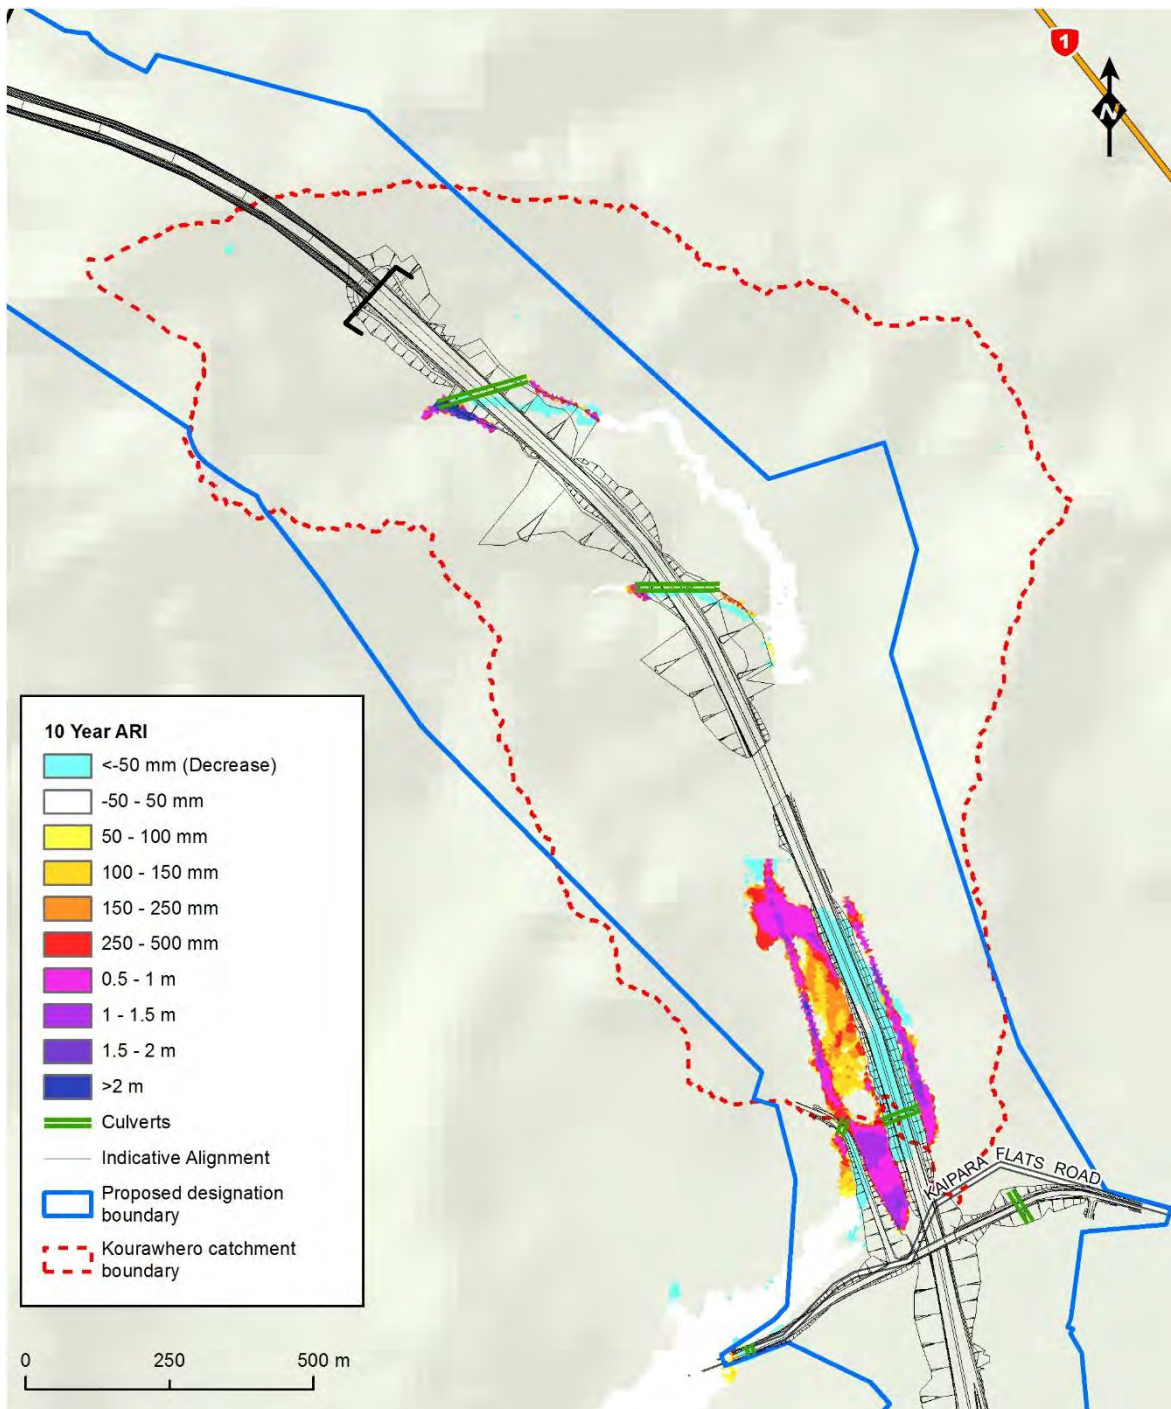 1
N
KAIPARA FLATS ROAD
10 Year ARI
<-50 mm (Decrease)
-50 - 50 mm
50 - 100 mm
100 - 150 mm
150 - 250 mm
250 - 500 mm
0.5 - 1 m
1 - 1.5 m
1.5 - 2 m
>2 m
Culverts
Indicative Alignment
Proposed designation
boundary
Kourawhero catchment
boundary
0 250 500 m